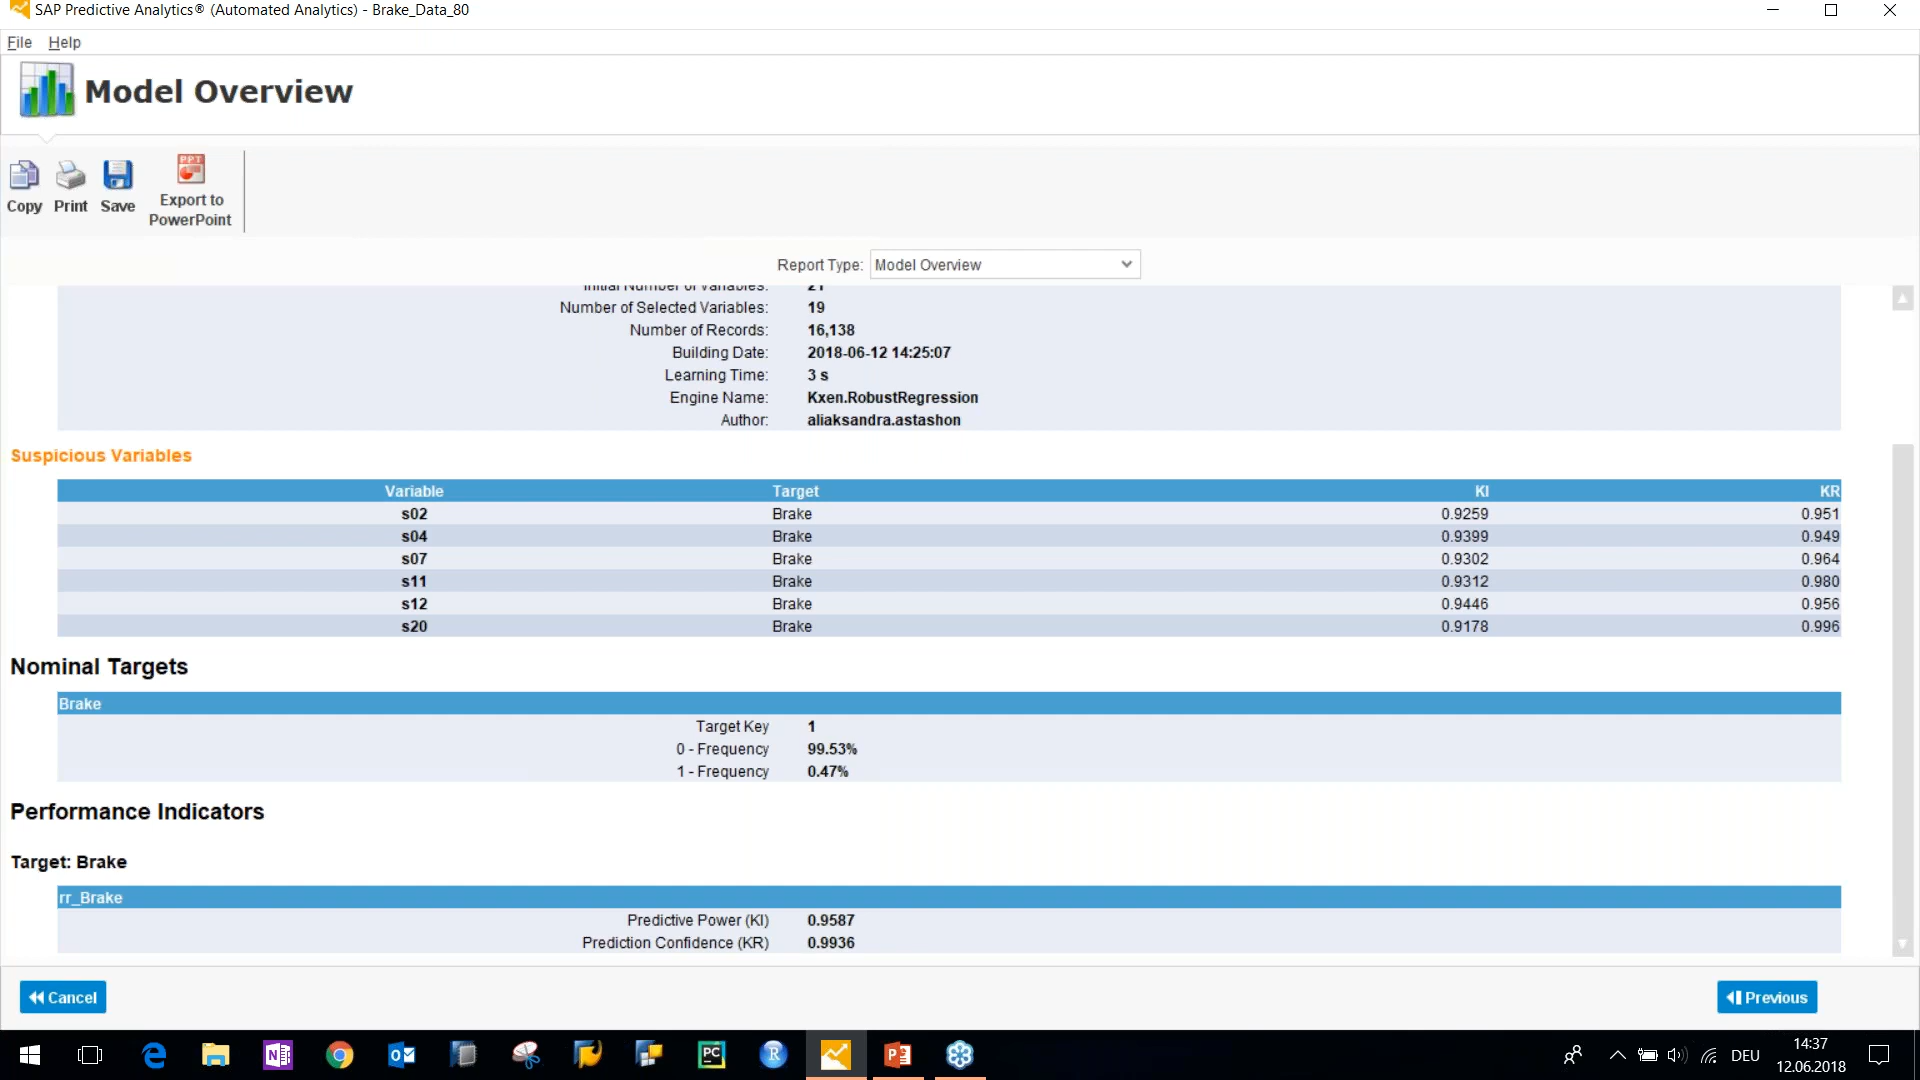 SAP Predictive Analytics® (Automated Analytics) - Brake_Data_80
File Help
Model Overview
Copy Print Save Export to PowerPoint
Report Type: Model Overview
Initial Number of Variables: 21
Number of Selected Variables: 19
Number of Records: 16,138
Building Date: 2018-06-12 14:25:07
Learning Time: 3 s
Engine Name: Kxen.RobustRegression
Author: aliaksandra.astashon
Suspicious Variables
Variable Target KI KR
s02 Brake 0.9259 0.951
s04 Brake 0.9399 0.949
s07 Brake 0.9302 0.964
s11 Brake 0.9312 0.980
s12 Brake 0.9446 0.956
s20 Brake 0.9178 0.996
Nominal Targets
Brake
Target Key 1
0 - Frequency 99.53%
1 - Frequency 0.47%
Performance Indicators
Target: Brake
rr_Brake
Predictive Power (KI) 0.9587
Prediction Confidence (KR) 0.9936
Cancel Previous
DEU 14:37
12.06.2018